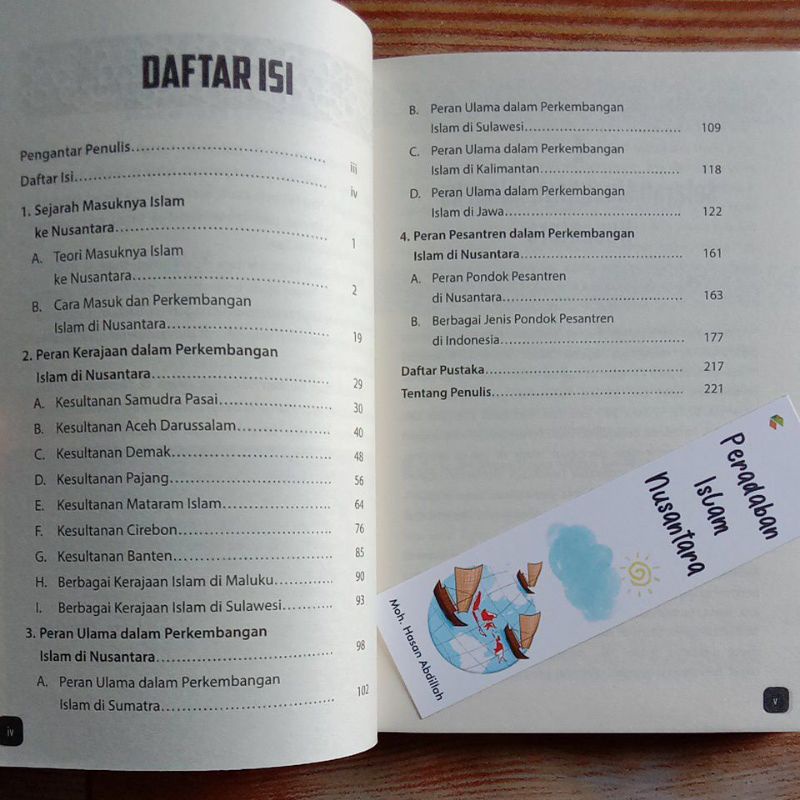 DAFTAR ISI
Pengantar Penulis.................................................. iii
Daftar Isi.................................................. iv
1. Sejarah Masuknya Islam
ke Nusantara.................................................. 1
A. Teori Masuknya Islam
ke Nusantara.................................................. 2
B. Cara Masuk dan Perkembangan
Islam di Nusantara.................................................. 19
2. Peran Kerajaan dalam Perkembangan
Islam di Nusantara.................................................. 29
A. Kesultanan Samudra Pasai.................................................. 30
B. Kesultanan Aceh Darussalam.................................................. 40
C. Kesultanan Demak.................................................. 48
D. Kesultanan Pajang.................................................. 56
E. Kesultanan Mataram Islam.................................................. 64
F. Kesultanan Cirebon.................................................. 76
G. Kesultanan Banten.................................................. 85
H. Berbagai Kerajaan Islam di Maluku.................................................. 90
I. Berbagai Kerajaan Islam di Sulawesi.................................................. 93
3. Peran Ulama dalam Perkembangan
Islam di Nusantara.................................................. 98
A. Peran Ulama dalam Perkembangan
Islam di Sumatra.................................................. 102
iv
B. Peran Ulama dalam Perkembangan
Islam di Sulawesi.................................................. 109
C. Peran Ulama dalam Perkembangan
Islam di Kalimantan.................................................. 118
D. Peran Ulama dalam Perkembangan
Islam di Jawa.................................................. 122
4. Peran Pesantren dalam Perkembangan
Islam di Nusantara.................................................. 161
A. Peran Pondok Pesantren
di Nusantara.................................................. 163
B. Berbagai Jenis Pondok Pesantren
di Indonesia.................................................. 177
Daftar Pustaka.................................................. 217
Tentang Penulis.................................................. 221
Peradaban
Islam
Nusantara
Moh. Hasan Abdillah
v